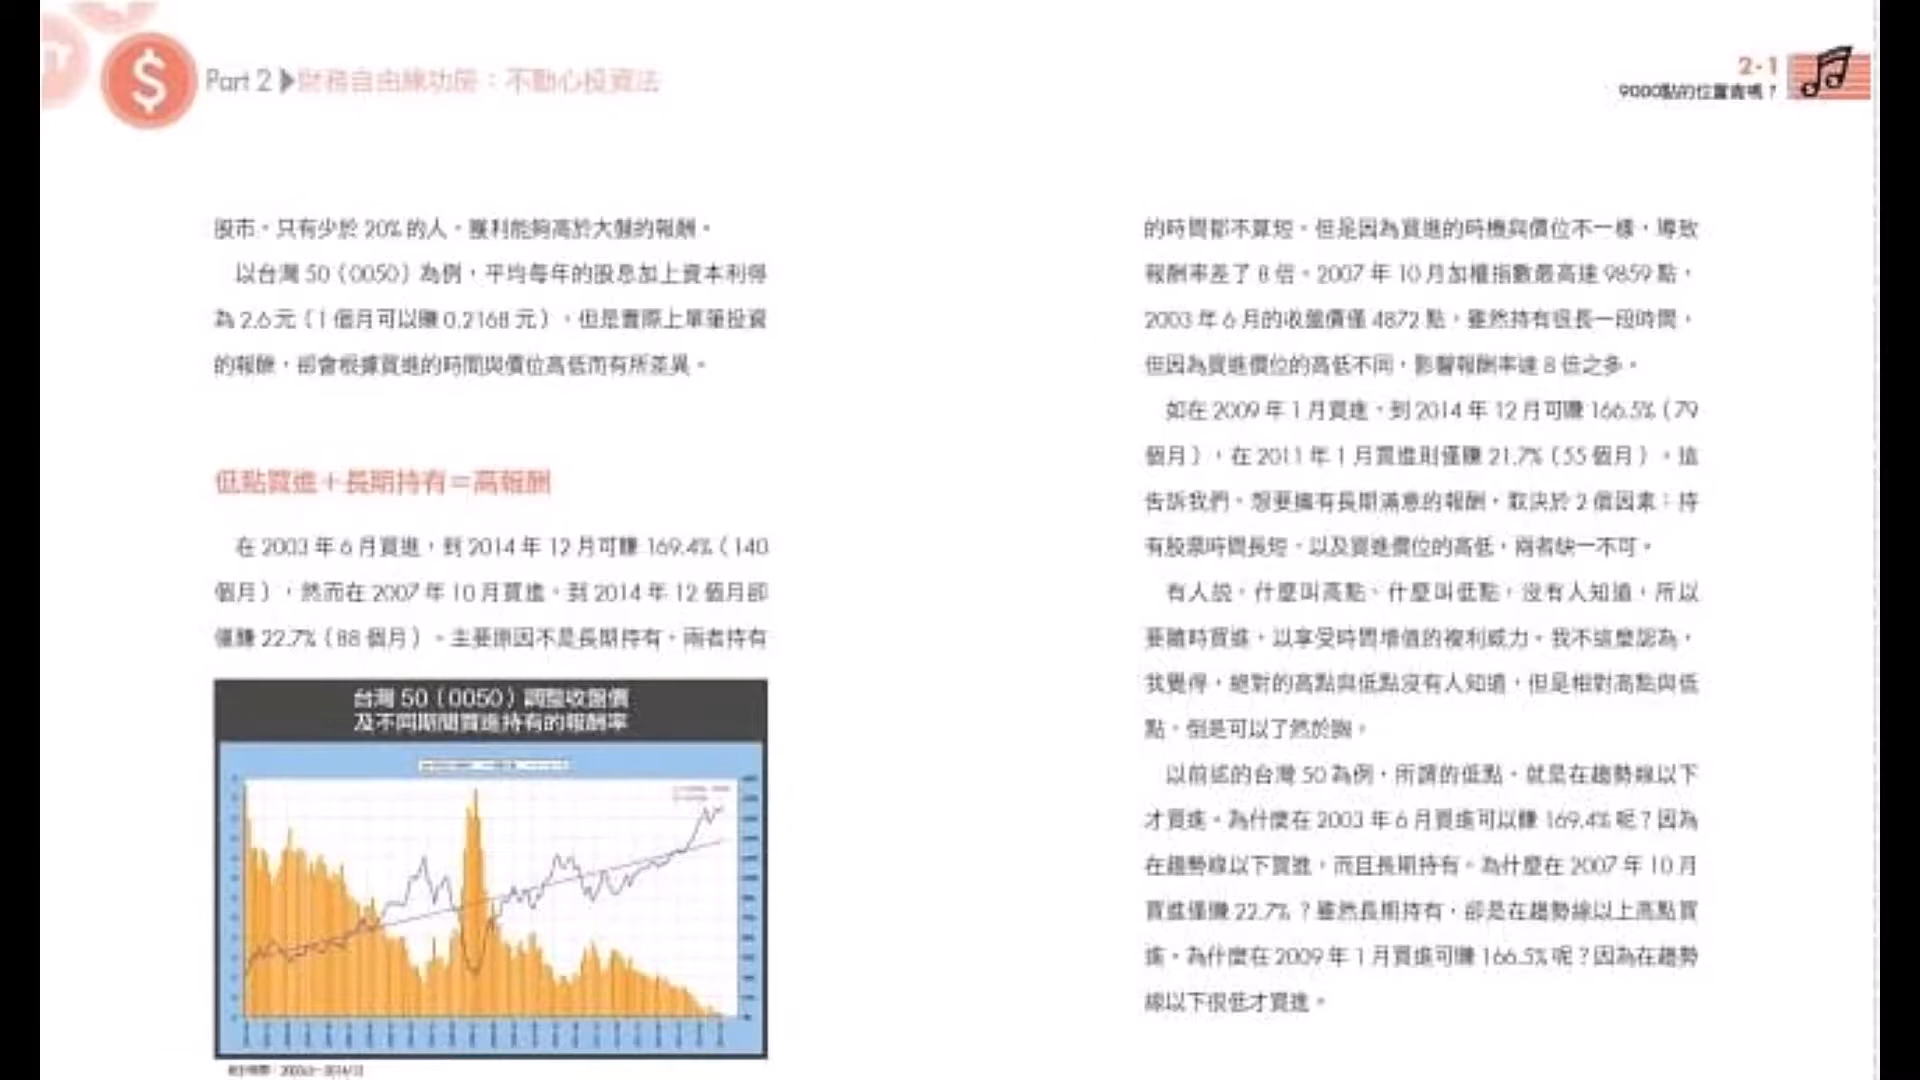 Part 2 ▶財務自由練功房：不動心投資法
股市，只有少於 20% 的人，獲利能夠高於大盤的報酬。
以台灣 50（0050）為例，平均每年的股息加上資本利得
為 2.6 元（1 個月可以賺 0.2168 元），但是實際上單筆投資
的報酬，卻會根據買進的時間與價位高低而有所差異。
低點買進＋長期持有＝高報酬
在 2003 年 6 月買進，到 2014 年 12 月可賺 169.4%（140
個月），然而在 2007 年 10 月買進，到 2014 年 12 個月卻
僅賺 22.7%（88 個月）。主要原因不是長期持有，兩者持有
台灣 50（0050）調整收盤價
及不同期間買進持有的報酬率
2-1
9000點的位置高嗎？
的時間都不算短，但是因為買進的時機與價位不一樣，導致
報酬率差了 8 倍。2007 年 10 月加權指數最高達 9859 點，
2003 年 6 月的收盤價僅 4872 點，雖然持有很長一段時間，
但因為買進價位的高低不同，影響報酬率達 8 倍之多。
如在 2009 年 1 月買進，到 2014 年 12 月可賺 166.5%（79
個月），在 2011 年 1 月買進則僅賺 21.7%（55 個月）。這
告訴我們，想要擁有長期滿意的報酬，取決於 2 個因素：持
有股票時間長短，以及買進價位的高低，兩者缺一不可。
有人說，什麼叫高點、什麼叫低點，沒有人知道，所以
要隨時買進，以享受時間增值的複利威力。我不這麼認為，
我覺得，絕對的高點與低點沒有人知道，但是相對高點與低
點，倒是可以了然於胸。
以前述的台灣 50 為例，所謂的低點，就是在趨勢線以下
才買進。為什麼在 2003 年 6 月買進可以賺 169.4% 呢？因為
在趨勢線以下買進，而且長期持有。為什麼在 2007 年 10 月
買進僅賺 22.7% ？雖然長期持有，卻是在趨勢線以上高點買
進。為什麼在 2009 年 1 月買進可賺 166.5% 呢？因為在趨勢
線以下很低才買進。